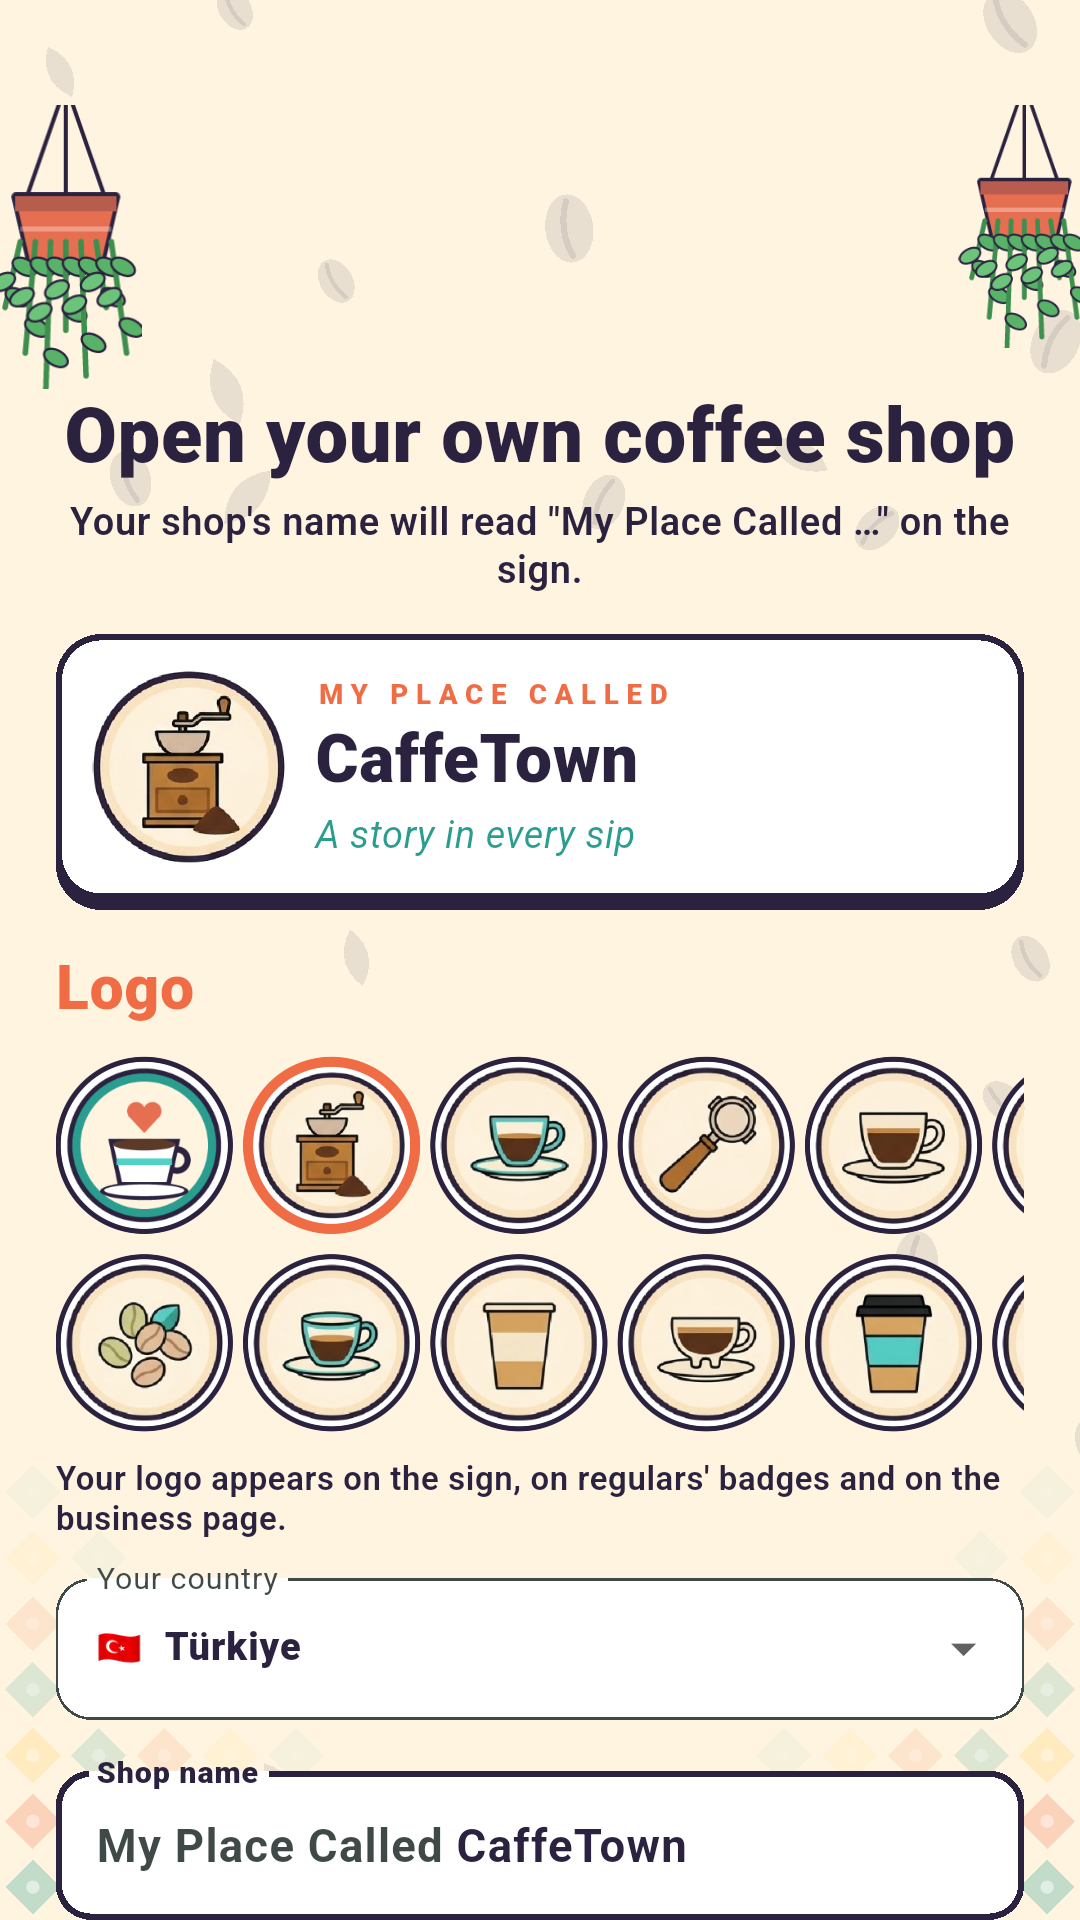 Open your own coffee shop
Your shop's name will read "My Place Called …" on the
sign.
MY PLACE CALLED
CaffeTown
A story in every sip
Logo
Your logo appears on the sign, on regulars' badges and on the
business page.
Your country
Türkiye
Shop name
My Place Called CaffeTown